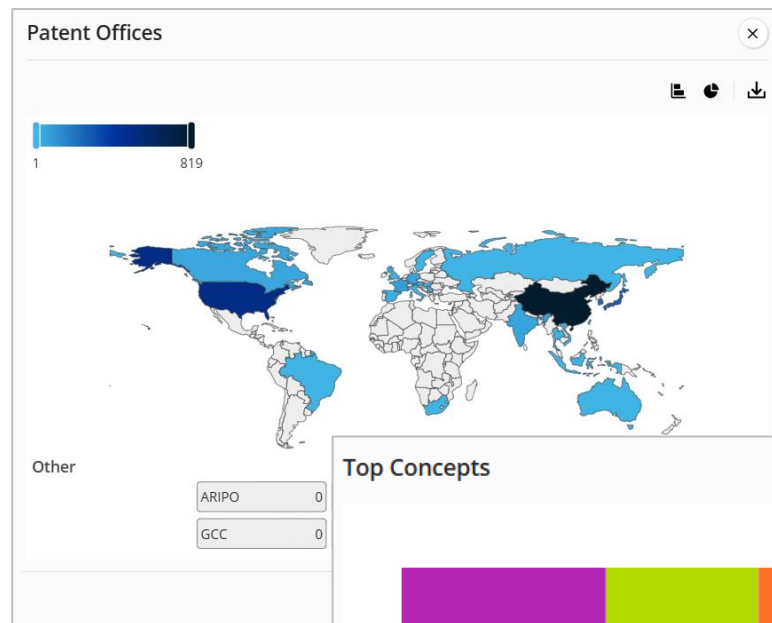 Patent Offices
1 819
Other
ARIPO 0
GCC 0
Top Concepts